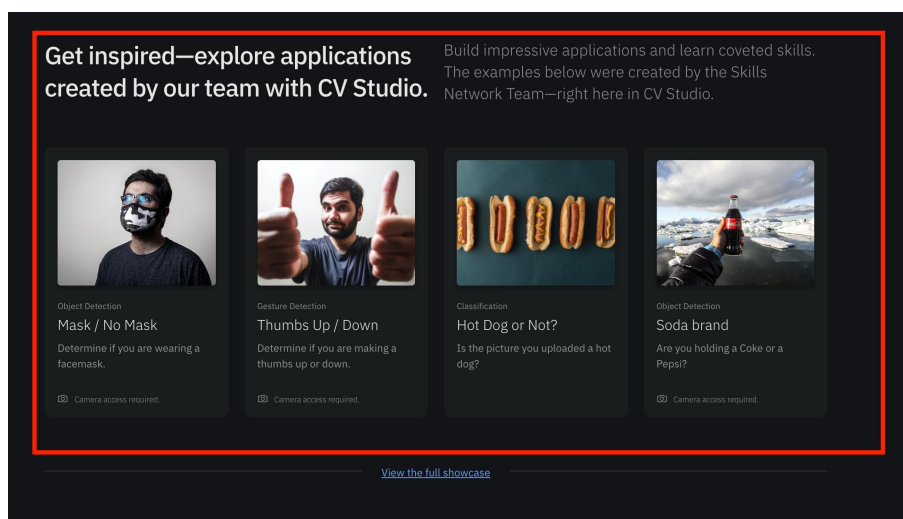 Get inspired—explore applications
created by our team with CV Studio.
Build impressive applications and learn coveted skills.
The examples below were created by the Skills
Network Team—right here in CV Studio.
Object Detection
Mask / No Mask
Determine if you are wearing a
facemask.
Camera access required.
Gesture Detection
Thumbs Up / Down
Determine if you are making a
thumbs up or down.
Camera access required.
Classification
Hot Dog or Not?
Is the picture you uploaded a hot
dog?
Object Detection
Soda brand
Are you holding a Coke or a
Pepsi?
Camera access required.
View the full showcase